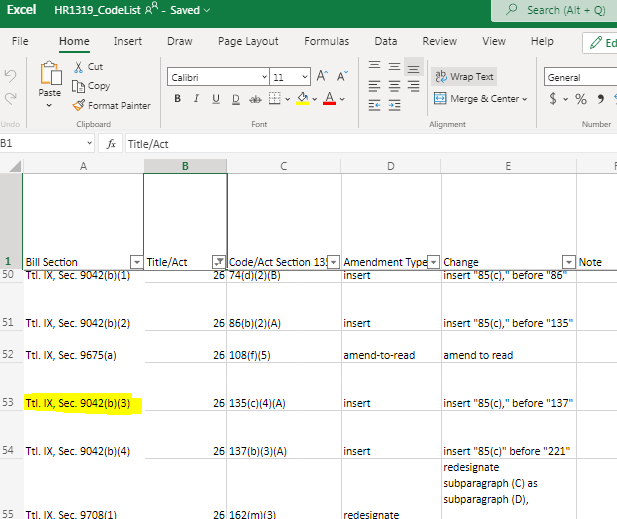 Excel HR1319_CodeList - Saved Search (Alt + Q)
File Home Insert Draw Page Layout Formulas Data Review View Help Ed
Undo Paste Cut Copy Format Painter Clipboard
Calibri 11 A A
B I U D ab A Font
ab Wrap Text
Merge & Center Alignment
General
$ % 9 Number
B1 fx Title/Act
A B C D E F
1 Bill Section Title/Act Code/Act Section 13 Amendment Type Change Note
50 Ttl. IX, Sec. 9042(b)(1) 26 74(d)(2)(B) insert insert "85(c)," before "86"
51 Ttl. IX, Sec. 9042(b)(2) 26 86(b)(2)(A) insert insert "85(c)," before "135"
52 Ttl. IX, Sec. 9675(a) 26 108(f)(5) amend-to-read amend to read
53 Ttl. IX, Sec. 9042(b)(3) 26 135(c)(4)(A) insert insert "85(c)," before "137"
54 Ttl. IX, Sec. 9042(b)(4) 26 137(b)(3)(A) insert insert "85(c)" before "221"
redesignate
subparagraph (C) as
subparagraph (D),
55 Ttl. IX, Sec. 9708(1) 26 162(m)(3) redesignate